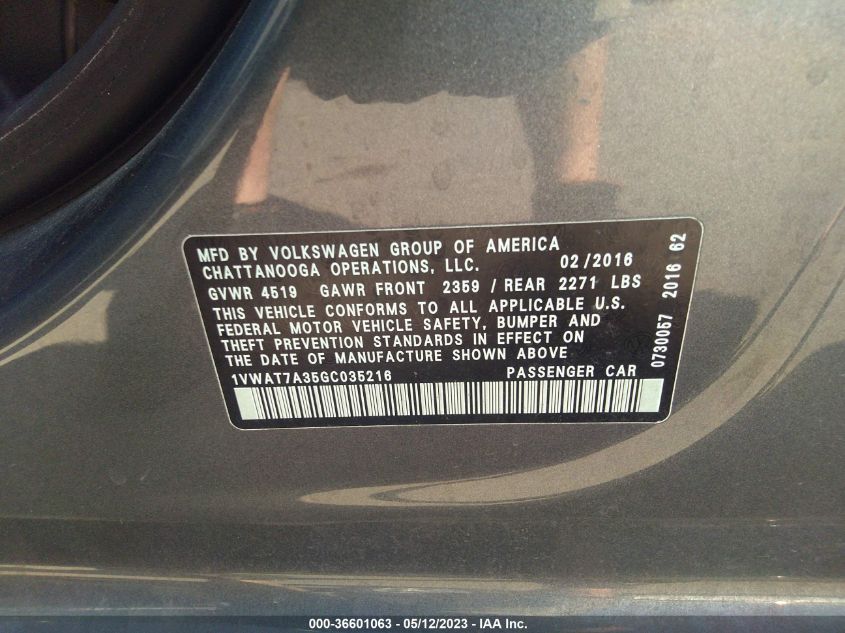 MFD BY VOLKSWAGEN GROUP OF AMERICA
CHATTANOOGA OPERATIONS, LLC. 02/2016
GVWR 4519 GAWR FRONT 2359 / REAR 2271 LBS
THIS VEHICLE CONFORMS TO ALL APPLICABLE U.S.
FEDERAL MOTOR VEHICLE SAFETY, BUMPER AND
THEFT PREVENTION STANDARDS IN EFFECT ON
THE DATE OF MANUFACTURE SHOWN ABOVE
1VWAT7A35GC035216 PASSENGER CAR
0730057 2016 62
000-36601063 - 05/12/2023 - IAA Inc.